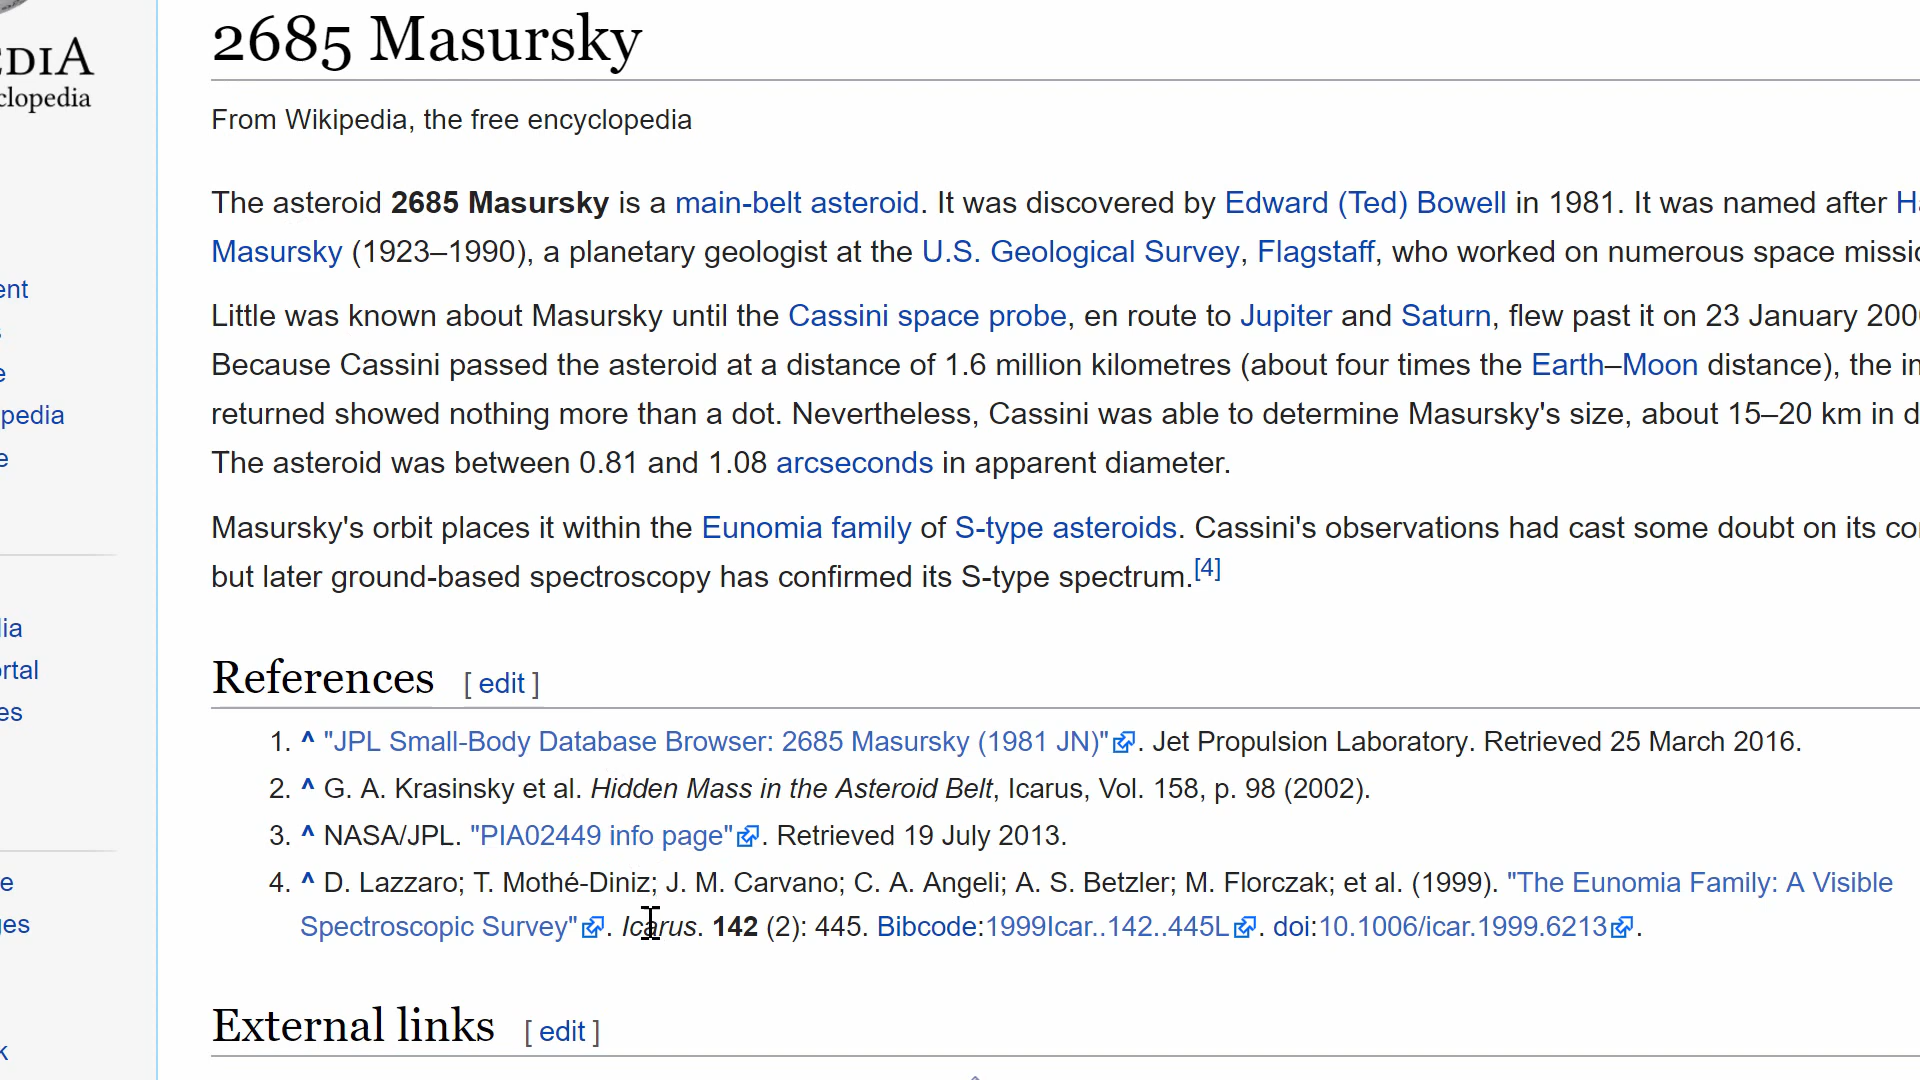 2685 Masursky
EDIA
clopedia
From Wikipedia, the free encyclopedia
The asteroid 2685 Masursky is a main-belt asteroid. It was discovered by Edward (Ted) Bowell in 1981. It was named after
Masursky (1923–1990), a planetary geologist at the U.S. Geological Survey, Flagstaff, who worked on numerous space missi
Little was known about Masursky until the Cassini space probe, en route to Jupiter and Saturn, flew past it on 23 January 200
Because Cassini passed the asteroid at a distance of 1.6 million kilometres (about four times the Earth–Moon distance), the
returned showed nothing more than a dot. Nevertheless, Cassini was able to determine Masursky's size, about 15–20 km in d
The asteroid was between 0.81 and 1.08 arcseconds in apparent diameter.
Masursky's orbit places it within the Eunomia family of S-type asteroids. Cassini's observations had cast some doubt on its co
but later ground-based spectroscopy has confirmed its S-type spectrum.[4]
ent
s
e
pedia
e
lia
ortal
es
e
ges
k
References [ edit ]
1. ^ "JPL Small-Body Database Browser: 2685 Masursky (1981 JN)". Jet Propulsion Laboratory. Retrieved 25 March 2016.
2. ^ G. A. Krasinsky et al. Hidden Mass in the Asteroid Belt, Icarus, Vol. 158, p. 98 (2002).
3. ^ NASA/JPL. "PIA02449 info page". Retrieved 19 July 2013.
4. ^ D. Lazzaro; T. Mothé-Diniz; J. M. Carvano; C. A. Angeli; A. S. Betzler; M. Florczak; et al. (1999). "The Eunomia Family: A Visible
Spectroscopic Survey". Icarus. 142 (2): 445. Bibcode:1999Icar..142..445L. doi:10.1006/icar.1999.6213.
External links [ edit ]